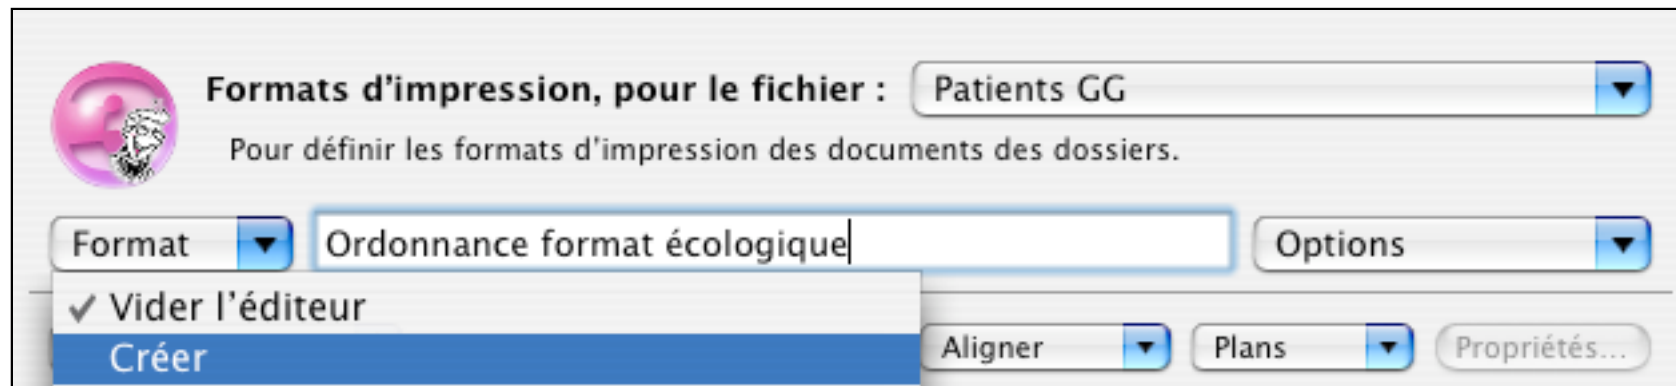 Formats d'impression, pour le fichier : Patients GG
Pour définir les formats d'impression des documents des dossiers.
Format Ordonnance format écologique Options
✓ Vider l'éditeur
Créer Aligner Plans Propriétés...